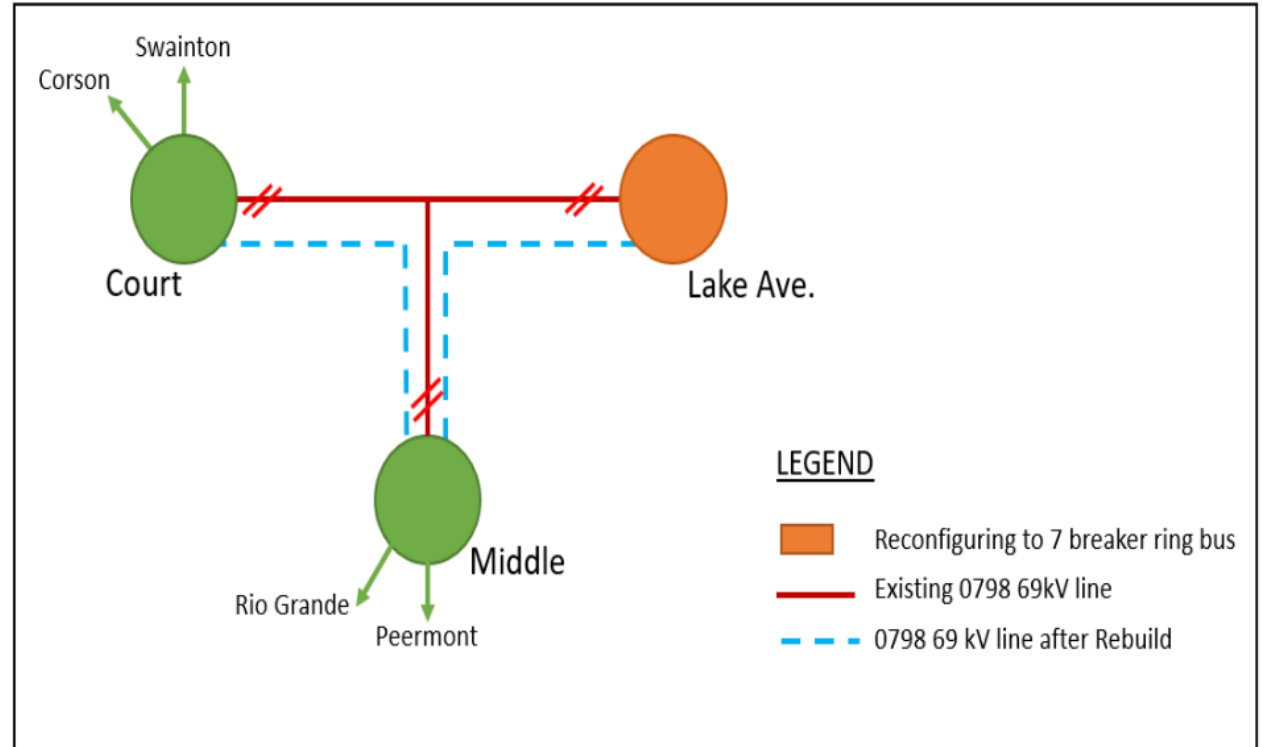 Swainton
Corson
Court
Lake Ave.
Middle
Rio Grande
Peermont
LEGEND
Reconfiguring to 7 breaker ring bus
Existing 0798 69kV line
0798 69 kV line after Rebuild